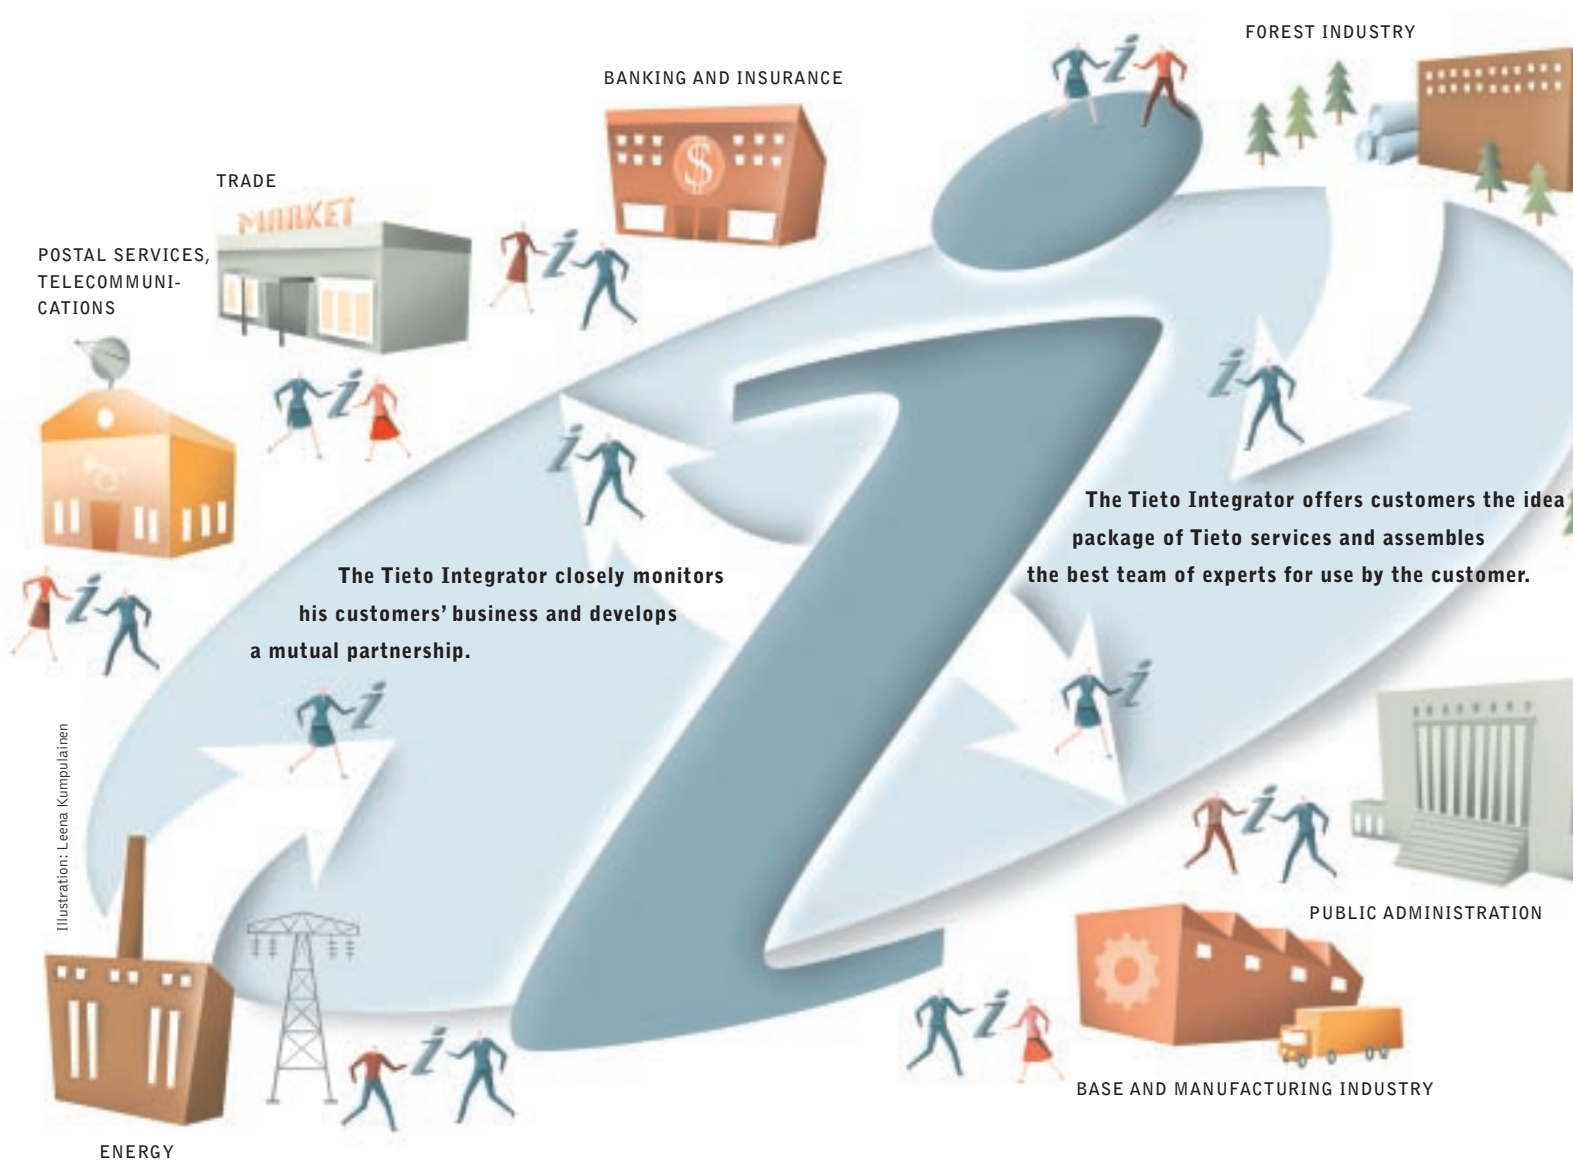 FOREST INDUSTRY
BANKING AND INSURANCE
TRADE
MARKET
POSTAL SERVICES,
TELECOMMUNI-
CATIONS
The Tieto Integrator offers customers the idea
package of Tieto services and assembles
the best team of experts for use by the customer.
The Tieto Integrator closely monitors
his customers’ business and develops
a mutual partnership.
Illustration: Leena Kumpulainen
PUBLIC ADMINISTRATION
BASE AND MANUFACTURING INDUSTRY
ENERGY